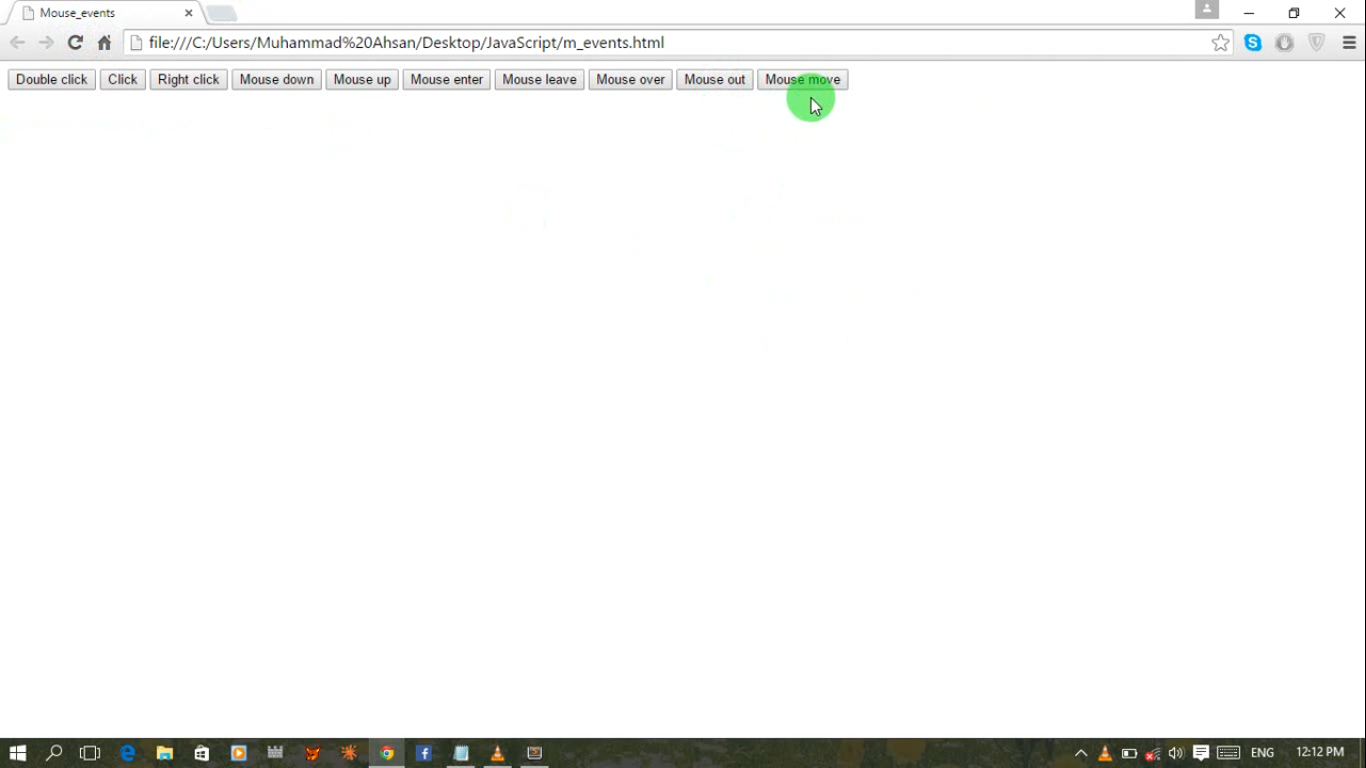 Mouse_events
file:///C:/Users/Muhammad%20Ahsan/Desktop/JavaScript/m_events.html
Double click Click Right click Mouse down Mouse up Mouse enter Mouse leave Mouse over Mouse out Mouse move
ENG 12:12 PM